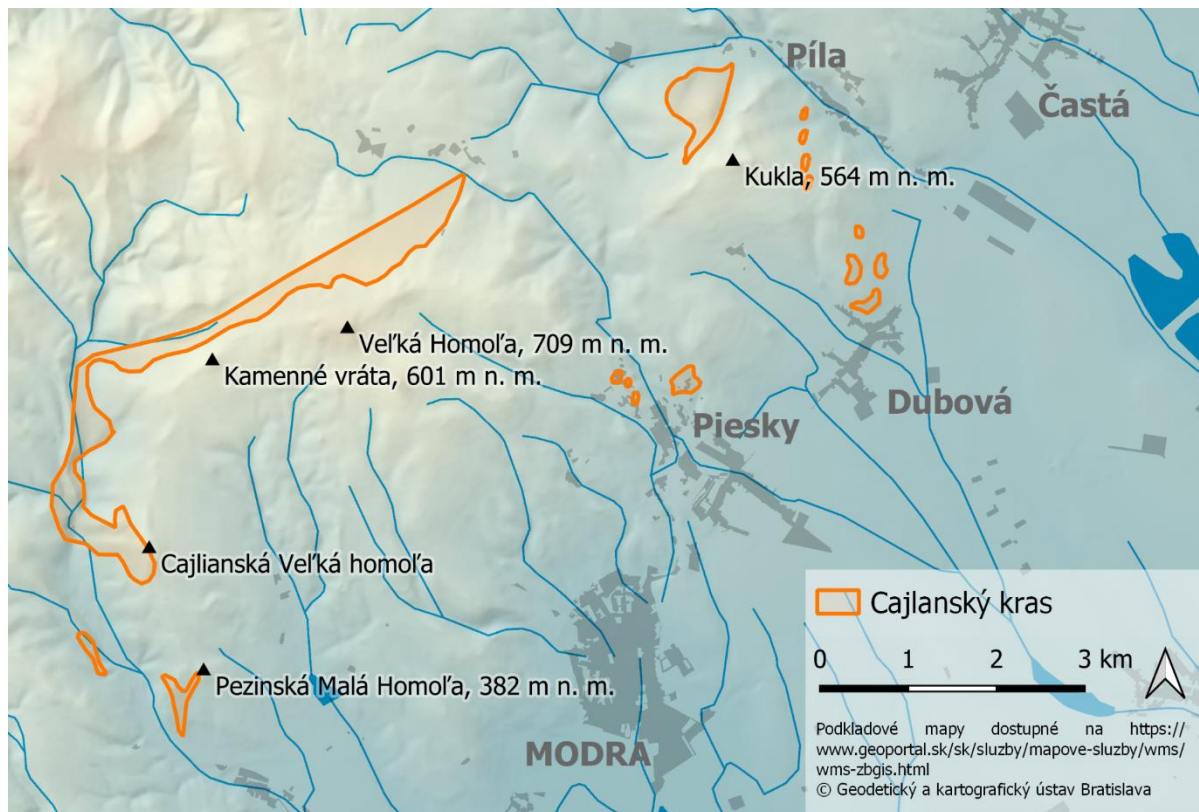 Píla
Častá
Kukla, 564 m n. m.
Veľká Homoľa, 709 m n. m.
Kamenné vráta, 601 m n. m.
Dubová
Piesky
Cajlianská Veľká homoľa
Pezinská Malá Homoľa, 382 m n. m.
MODRA
Cajlanský kras
0 1 2 3 km
Podkladové mapy dostupné na https://
www.geoportal.sk/sk/sluzby/mapove-sluzby/wms/
wms-zbgis.html
© Geodetický a kartografický ústav Bratislava